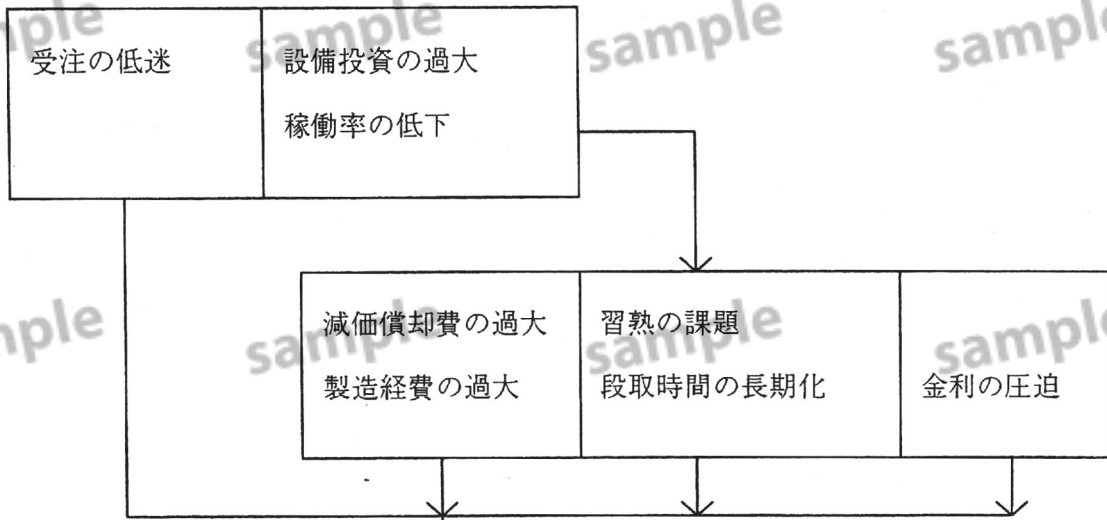 受注の低迷
設備投資の過大
稼働率の低下
減価償却費の過大
製造経費の過大
習熟の課題
段取時間の長期化
金利の圧迫
sample
sample
sample
sample
sample
sample